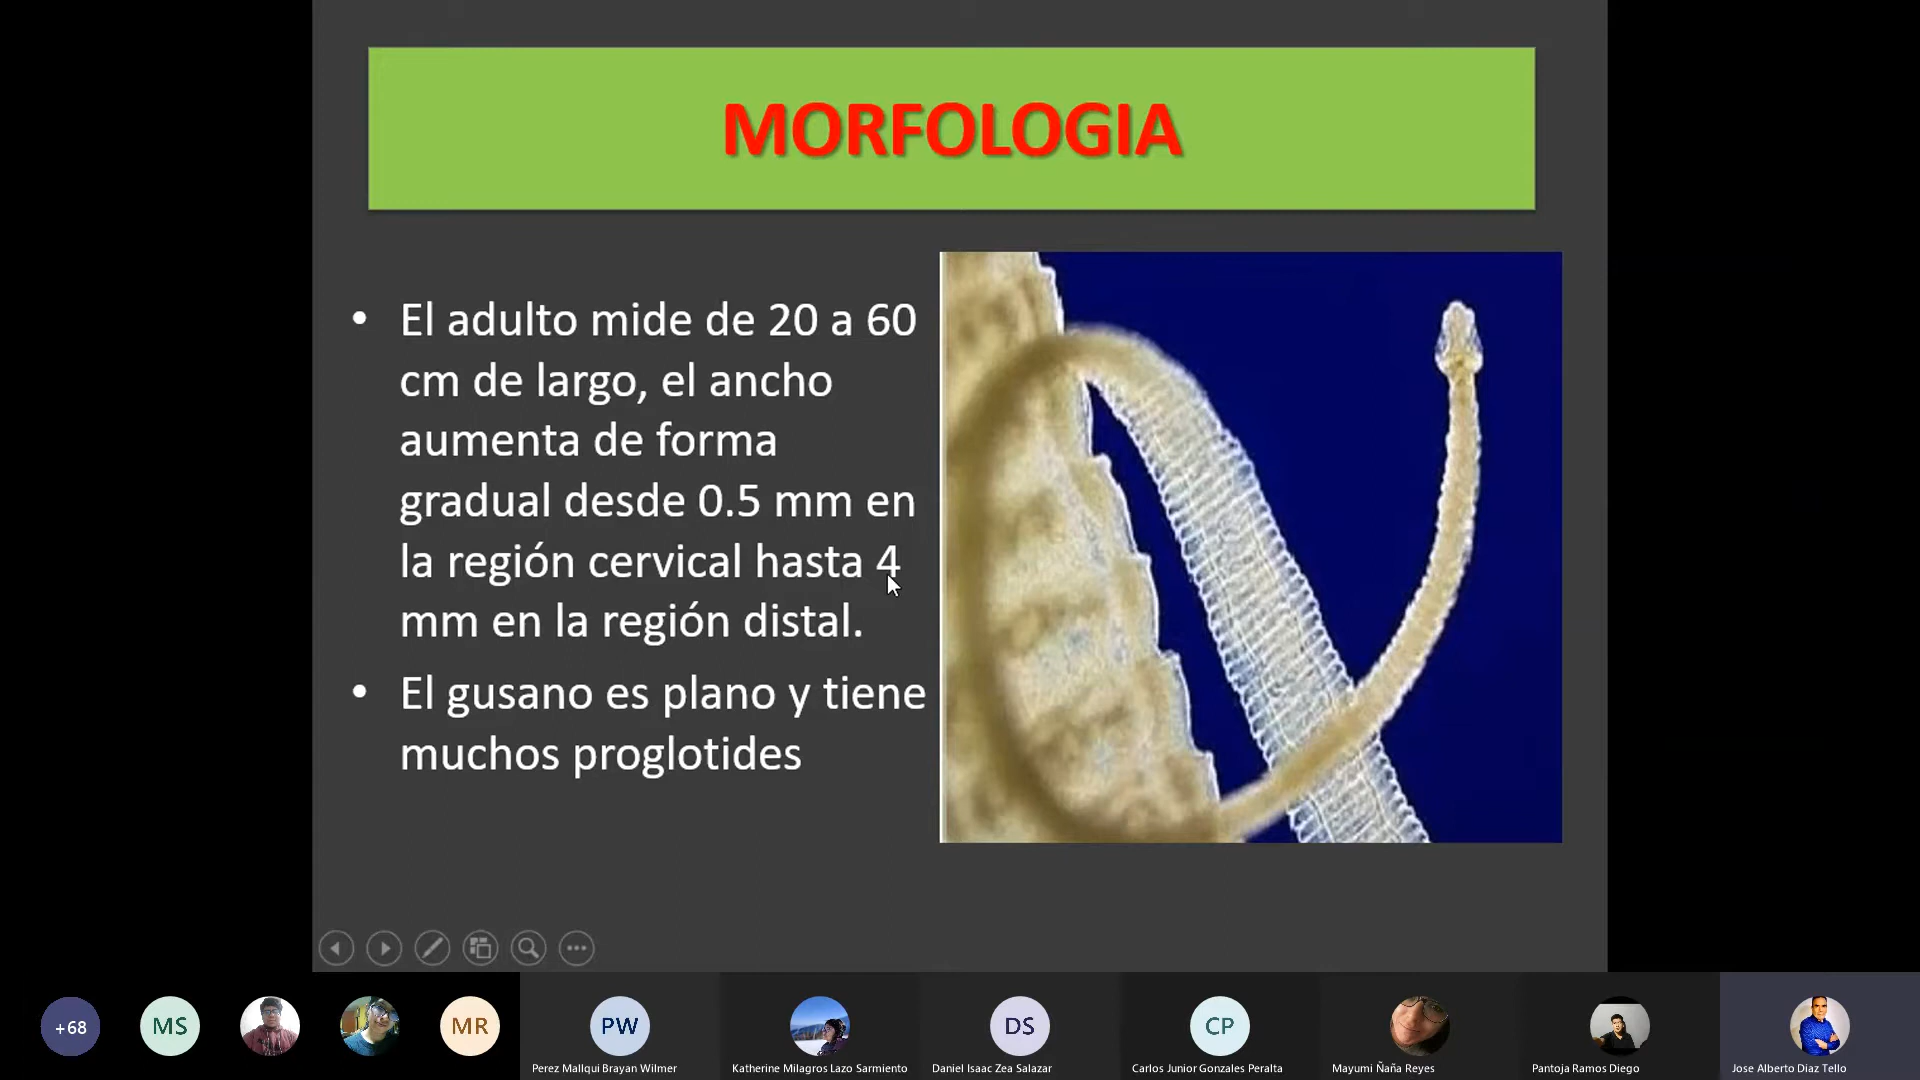 MORFOLOGIA
• El adulto mide de 20 a 60
cm de largo, el ancho
aumenta de forma
gradual desde 0.5 mm en
la región cervical hasta 4
mm en la región distal.
• El gusano es plano y tiene
muchos proglotides
+68
MS
MR
PW
DS
CP
Perez Mallqui Brayan Wilmer
Katherine Milagros Lazo Sarmiento
Daniel Isaac Zea Salazar
Carlos Junior Gonzales Peralta
Mayumi Ñaña Reyes
Pantoja Ramos Diego
Jose Alberto Diaz Tello